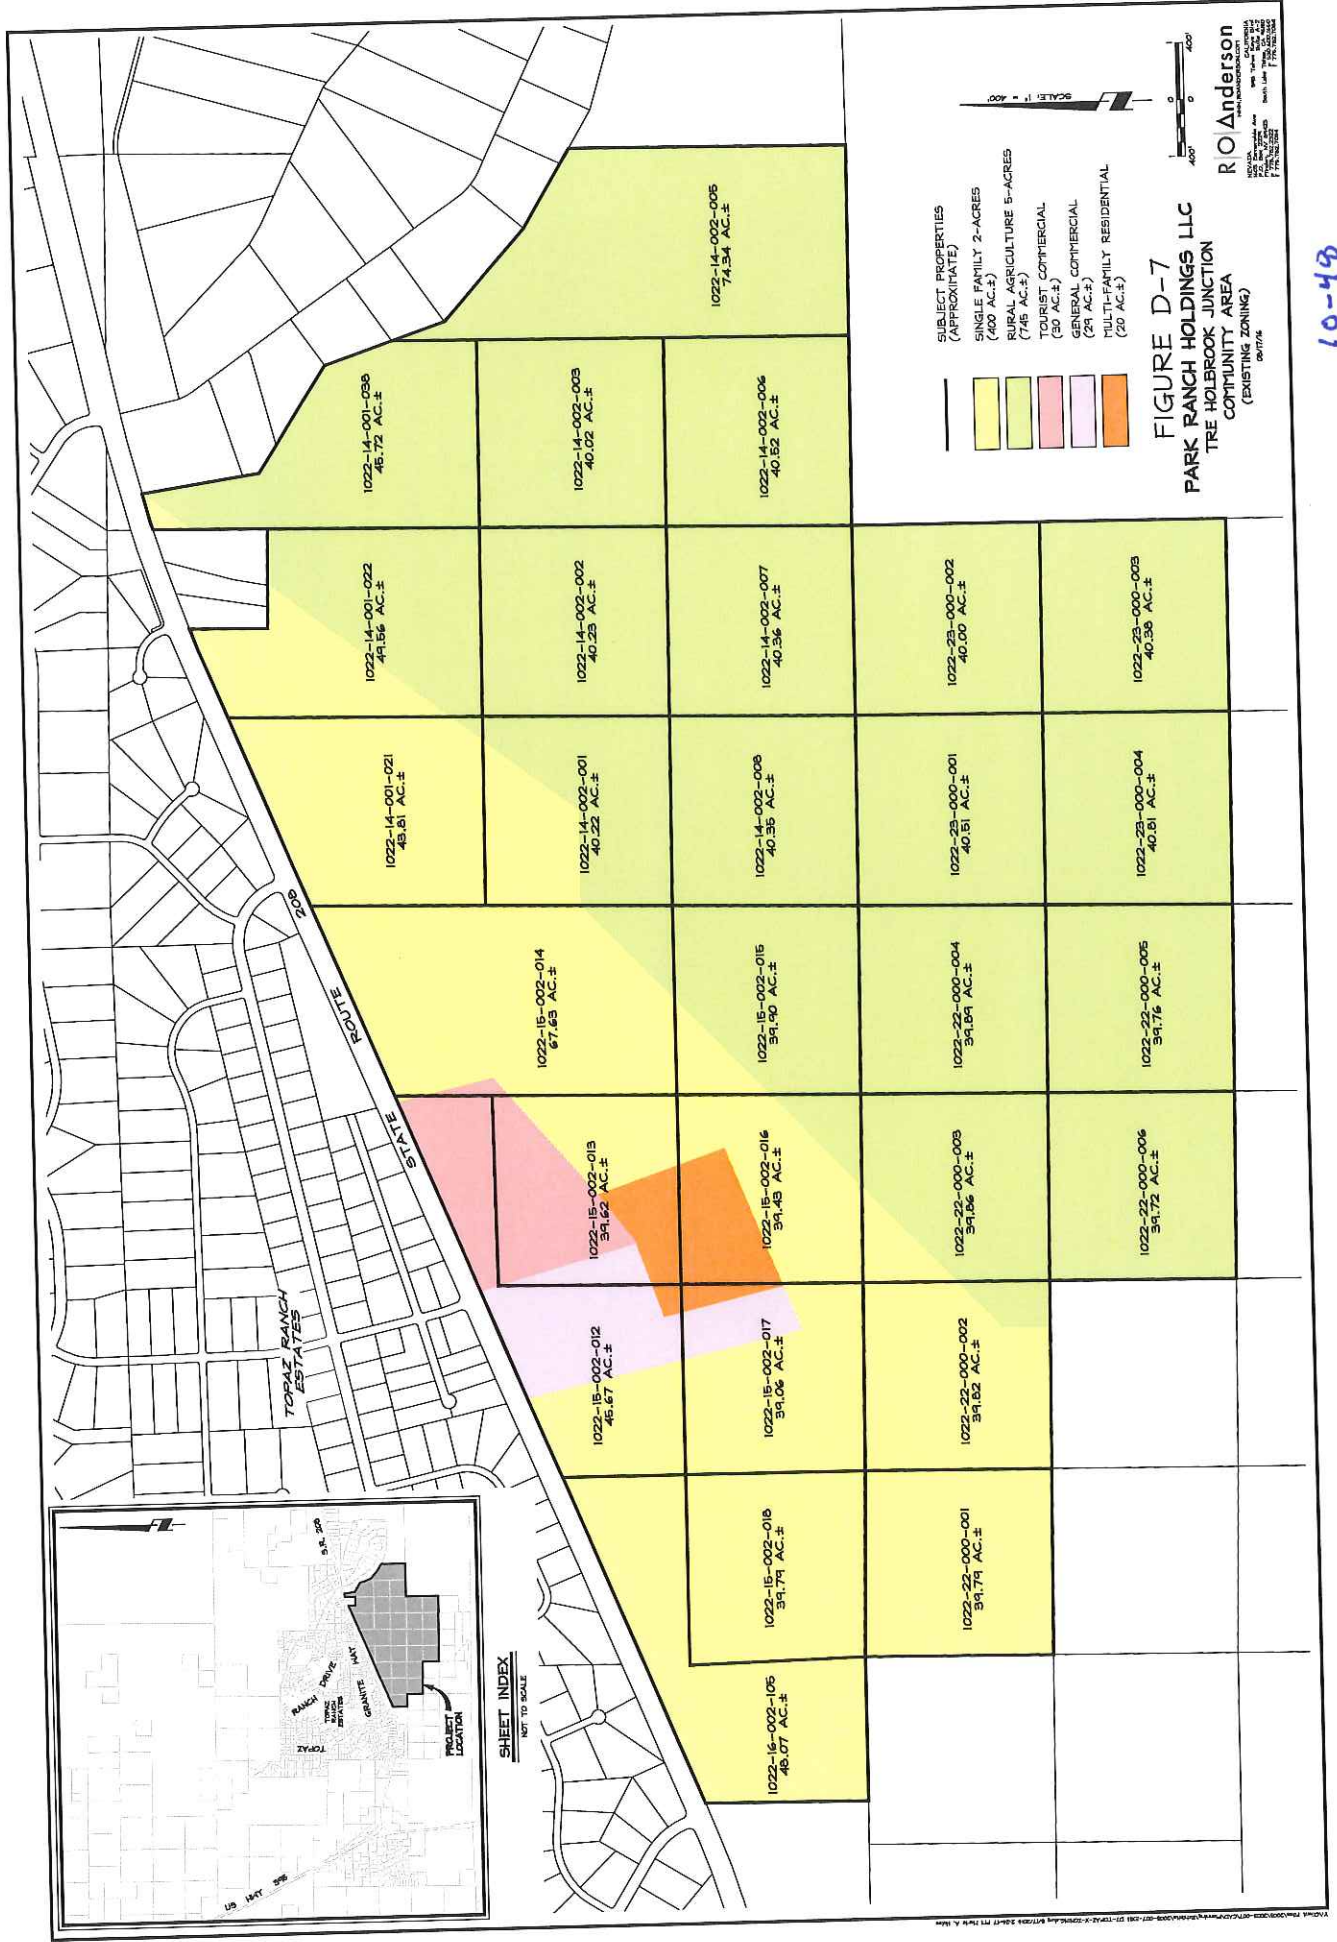 TOPAZ RANCH
ESTATES
STATE ROUTE 208
1022-16-002-105
48.07 AC.±
1022-15-002-018
39.79 AC.±
1022-22-000-001
39.79 AC.±
1022-15-002-012
45.67 AC.±
1022-15-002-017
39.06 AC.±
1022-22-000-002
39.82 AC.±
1022-15-002-013
39.62 AC.±
1022-15-002-016
39.43 AC.±
1022-22-000-003
39.86 AC.±
1022-22-000-006
39.72 AC.±
1022-15-002-014
67.63 AC.±
1022-15-002-015
39.90 AC.±
1022-22-000-004
39.89 AC.±
1022-22-000-005
39.76 AC.±
1022-14-001-021
43.81 AC.±
1022-14-002-001
40.22 AC.±
1022-14-002-008
40.35 AC.±
1022-23-000-001
40.51 AC.±
1022-23-000-004
40.81 AC.±
1022-14-001-022
49.56 AC.±
1022-14-002-002
40.23 AC.±
1022-14-002-007
40.36 AC.±
1022-23-000-002
40.00 AC.±
1022-23-000-003
40.38 AC.±
1022-14-001-038
45.72 AC.±
1022-14-002-003
40.02 AC.±
1022-14-002-006
40.52 AC.±
1022-14-002-005
74.34 AC.±
US HWY 395
TOPAZ RANCH DRIVE
TOPAZ
RANCH
ESTATES
GRANITE WAY
S.R. 208
PROJECT
LOCATION
SHEET INDEX
NOT TO SCALE
SUBJECT PROPERTIES
(APPROXIMATE)
SINGLE FAMILY 2-ACRES
(400 AC.±)
RURAL AGRICULTURE 5-ACRES
(745 AC.±)
TOURIST COMMERCIAL
(30 AC.±)
GENERAL COMMERCIAL
(29 AC.±)
MULTI-FAMILY RESIDENTIAL
(20 AC.±)
SCALE: 1" = 400'
400' 0 400'
FIGURE D-7
PARK RANCH HOLDINGS LLC
TRE HOLBROOK JUNCTION
COMMUNITY AREA
(EXISTING ZONING)
08/17/16
R|O|Anderson
NEVADA
CALIFORNIA
10-48